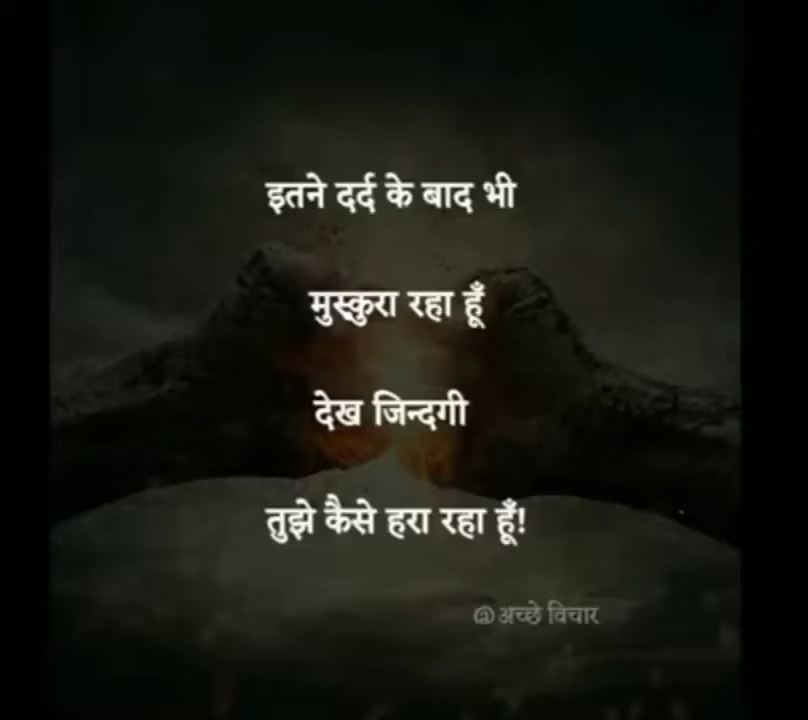 इतने दर्द के बाद भी
मुस्कुरा रहा हूँ
देख जिन्दगी
तुझे कैसे हरा रहा हूँ!
@अच्छे विचार